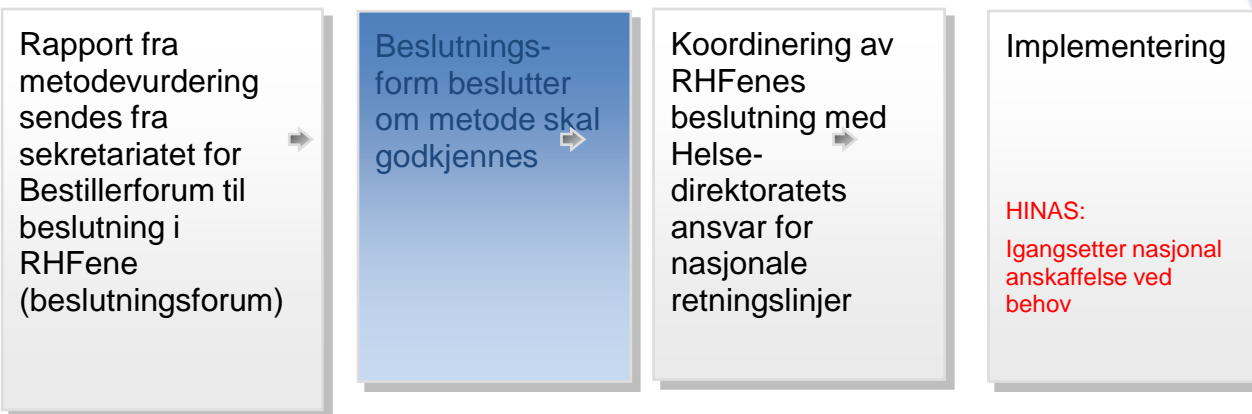 Rapport fra
metodevurdering
sendes fra
sekretariatet for
Bestillerforum til
beslutning i
RHFene
(beslutningsforum)
Beslutnings-
form beslutter
om metode skal
godkjennes
Koordinering av
RHFenes
beslutning med
Helse-
direktoratets
ansvar for
nasjonale
retningslinjer
Implementering
HINAS:
Igangsetter nasjonal
anskaffelse ved
behov